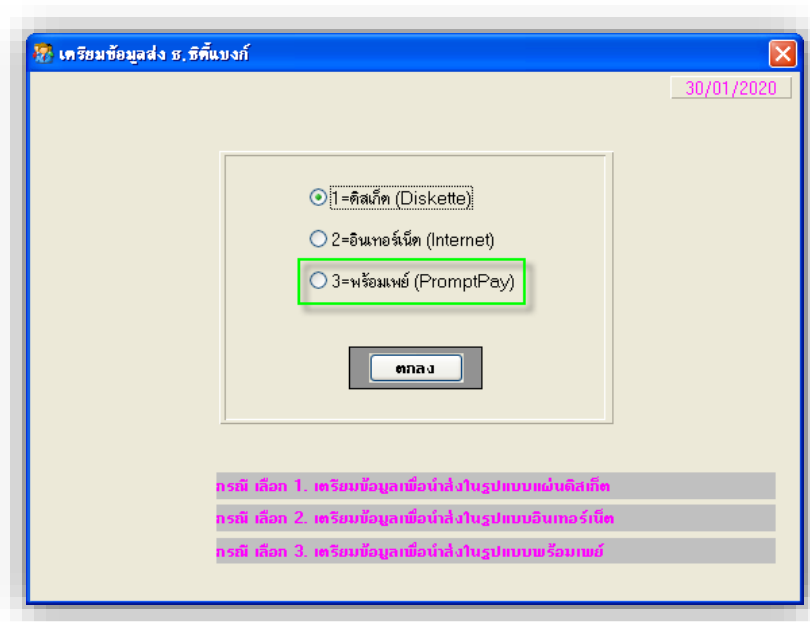 เตรียมข้อมูลส่ง ธ.ซิตี้แบงก์
30/01/2020
1=ดิสเก็ต (Diskette)
2=อินเทอร์เน็ต (Internet)
3=พร้อมเพย์ (PromptPay)
ตกลง
กรณี เลือก 1. เตรียมข้อมูลเพื่อนำส่งในรูปแบบแผ่นดิสเก็ต
กรณี เลือก 2. เตรียมข้อมูลเพื่อนำส่งในรูปแบบอินเทอร์เน็ต
กรณี เลือก 3. เตรียมข้อมูลเพื่อนำส่งในรูปแบบพร้อมเพย์